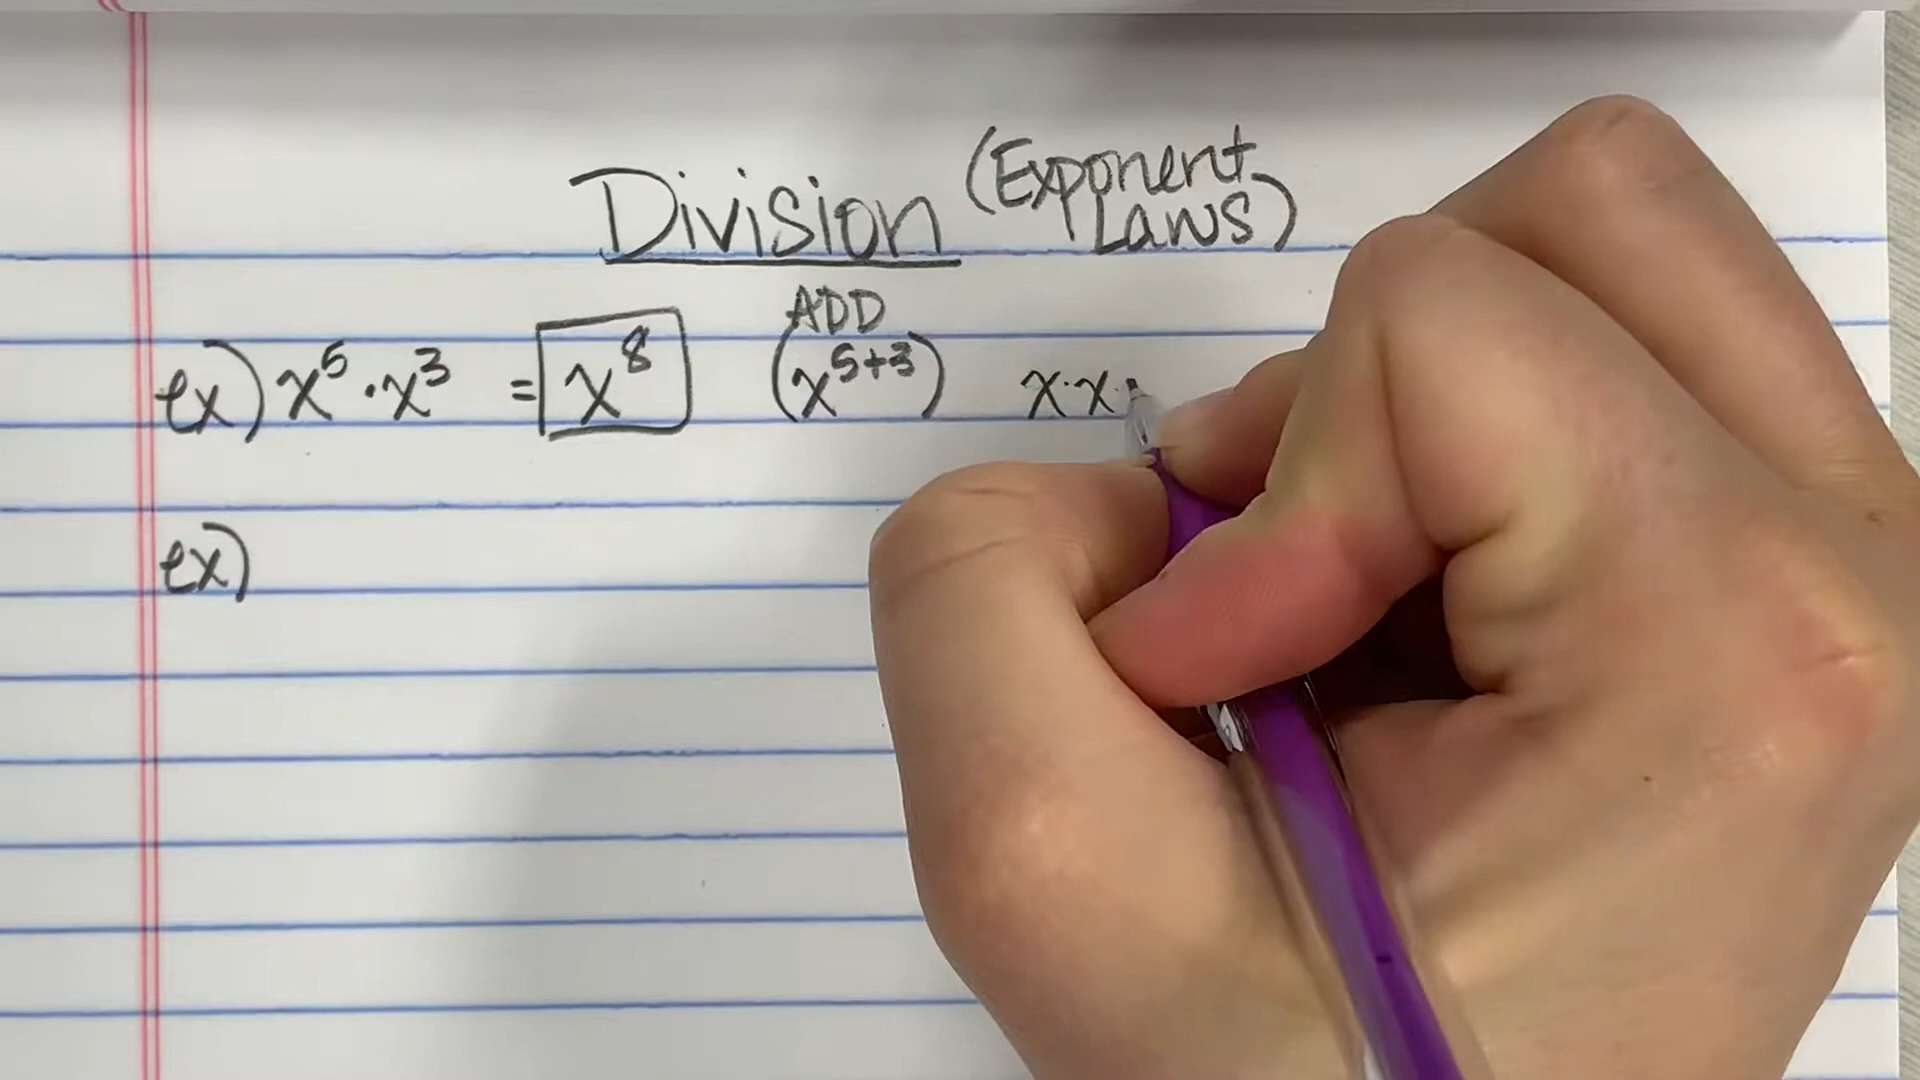 Division (Exponent Laws)
ADD
ex) x⁵ · x³ = x⁸ (x⁵⁺³) x · x ·
ex)